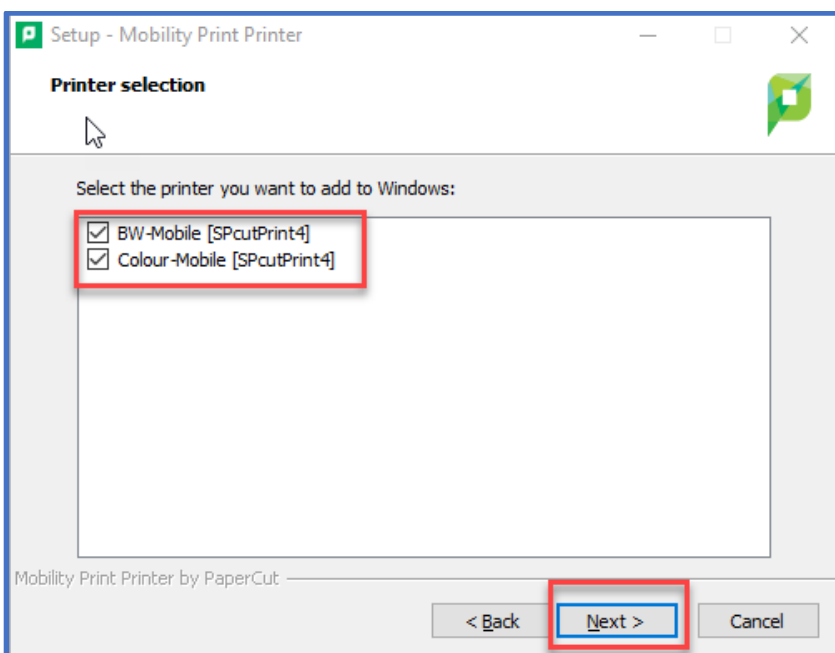 Setup - Mobility Print Printer
Printer selection
Select the printer you want to add to Windows:
BW-Mobile [SPcutPrint4]
Colour-Mobile [SPcutPrint4]
Mobility Print Printer by PaperCut
< Back Next > Cancel